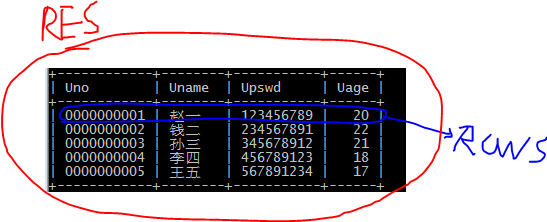 RES
+------------+-------+-----------+------+
| Uno | Uname | Upswd | Uage |
+------------+-------+-----------+------+
| 0000000001 | 赵一 | 123456789 | 20 |
| 0000000002 | 钱二 | 234567891 | 22 |
| 0000000003 | 孙三 | 345678912 | 21 |
| 0000000004 | 李四 | 456789123 | 18 |
| 0000000005 | 王五 | 567891234 | 17 |
+------------+-------+-----------+------+
ROWS